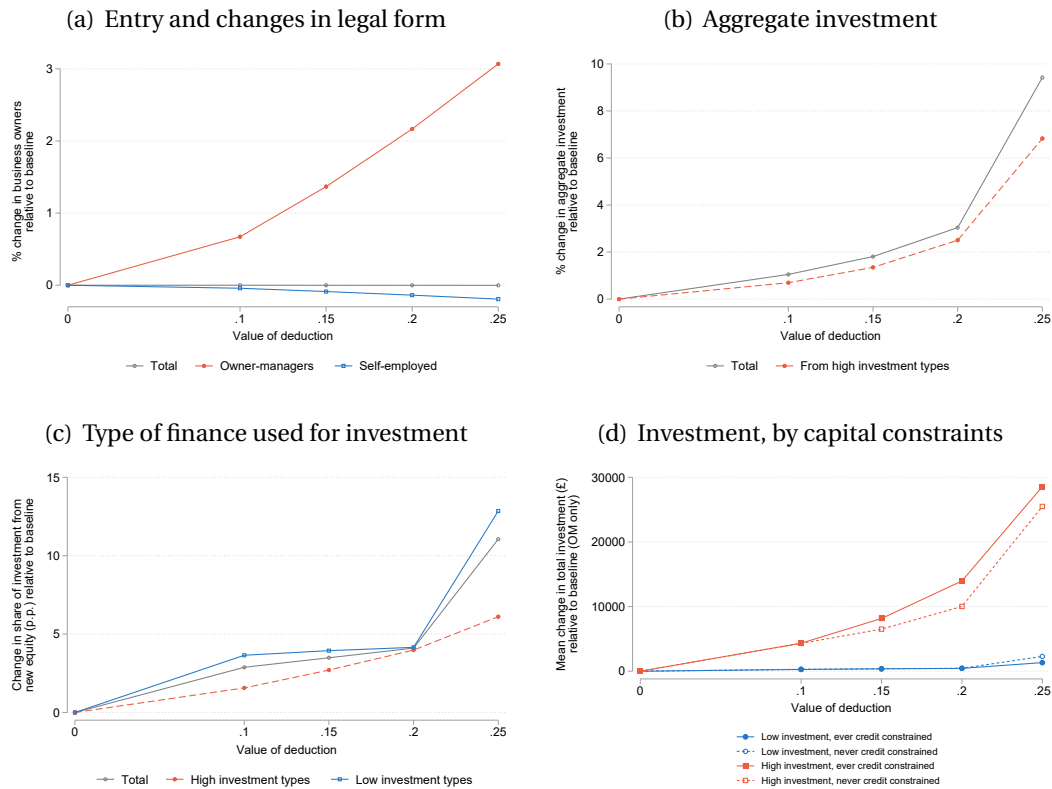 (a) Entry and changes in legal form
% change in business owners
relative to baseline
3
2
1
0
0
.1
.15
.2
.25
Value of deduction
Total
Owner-managers
Self-employed
(b) Aggregate investment
% change in aggregate investment
relative to baseline
10
8
6
4
2
0
0
.1
.15
.2
.25
Value of deduction
Total
From high investment types
(c) Type of finance used for investment
Change in share of investment from
new equity (p.p.) relative to baseline
15
10
5
0
0
.1
.15
.2
.25
Value of deduction
Total
High investment types
Low investment types
(d) Investment, by capital constraints
Mean change in total investment (£)
relative to baseline (OM only)
30000
20000
10000
0
0
.1
.15
.2
.25
Value of deduction
Low investment, ever credit constrained
Low investment, never credit constrained
High investment, ever credit constrained
High investment, never credit constrained